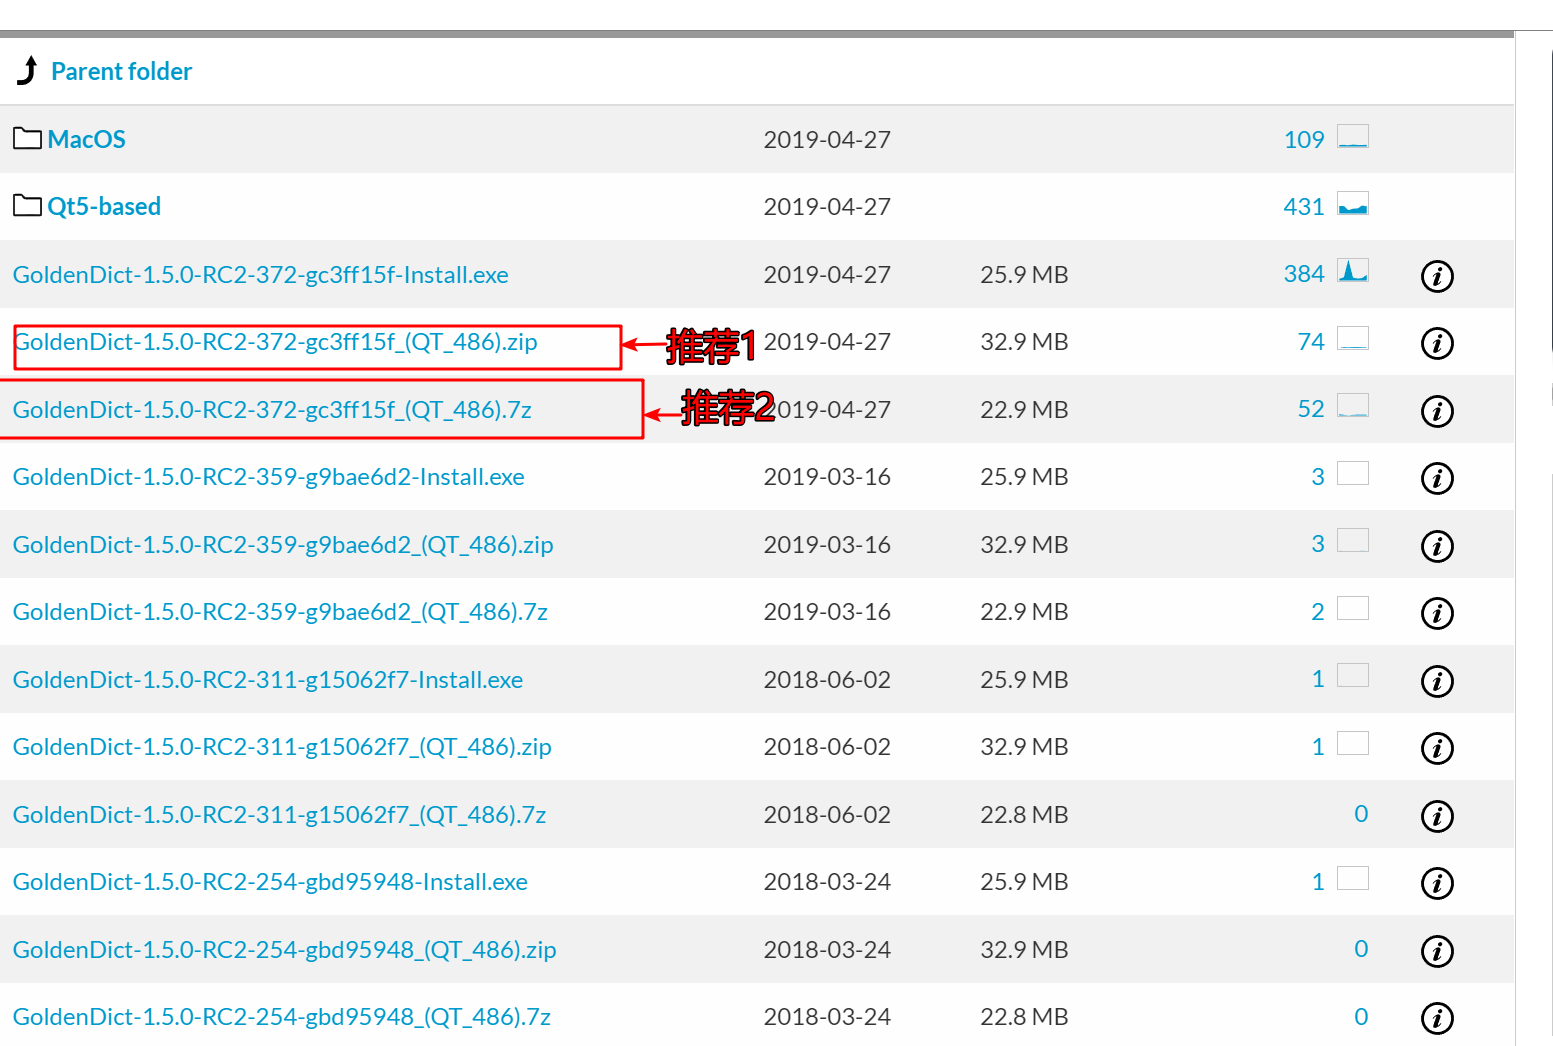 Parent folder
MacOS 2019-04-27 109
Qt5-based 2019-04-27 431
GoldenDict-1.5.0-RC2-372-gc3ff15f-Install.exe 2019-04-27 25.9 MB 384
GoldenDict-1.5.0-RC2-372-gc3ff15f_(QT_486).zip 推荐1 2019-04-27 32.9 MB 74
GoldenDict-1.5.0-RC2-372-gc3ff15f_(QT_486).7z 推荐2 2019-04-27 22.9 MB 52
GoldenDict-1.5.0-RC2-359-g9bae6d2-Install.exe 2019-03-16 25.9 MB 3
GoldenDict-1.5.0-RC2-359-g9bae6d2_(QT_486).zip 2019-03-16 32.9 MB 3
GoldenDict-1.5.0-RC2-359-g9bae6d2_(QT_486).7z 2019-03-16 22.9 MB 2
GoldenDict-1.5.0-RC2-311-g15062f7-Install.exe 2018-06-02 25.9 MB 1
GoldenDict-1.5.0-RC2-311-g15062f7_(QT_486).zip 2018-06-02 32.9 MB 1
GoldenDict-1.5.0-RC2-311-g15062f7_(QT_486).7z 2018-06-02 22.8 MB 0
GoldenDict-1.5.0-RC2-254-gbd95948-Install.exe 2018-03-24 25.9 MB 1
GoldenDict-1.5.0-RC2-254-gbd95948_(QT_486).zip 2018-03-24 32.9 MB 0
GoldenDict-1.5.0-RC2-254-gbd95948_(QT_486).7z 2018-03-24 22.8 MB 0